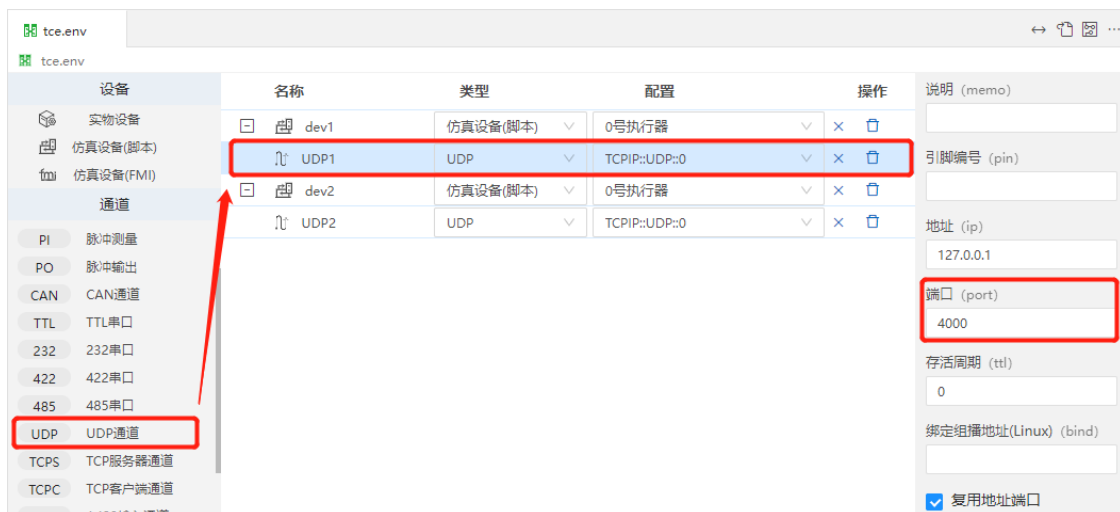 tce.env
tce.env
设备
实物设备
仿真设备(脚本)
fmi 仿真设备(FMI)
通道
PI 脉冲测量
PO 脉冲输出
CAN CAN通道
TTL TTL串口
232 232串口
422 422串口
485 485串口
UDP UDP通道
TCPS TCP服务器通道
TCPC TCP客户端通道
名称 类型 配置 操作
dev1 仿真设备(脚本) 0号执行器
UDP1 UDP TCPIP::UDP::0
dev2 仿真设备(脚本) 0号执行器
UDP2 UDP TCPIP::UDP::0
说明 (memo)
引脚编号 (pin)
地址 (ip)
127.0.0.1
端口 (port)
4000
存活周期 (ttl)
0
绑定组播地址(Linux) (bind)
复用地址端口